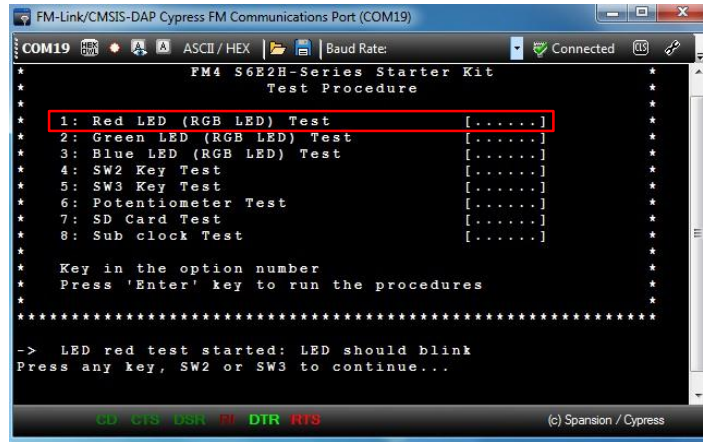 FM-Link/CMSIS-DAP Cypress FM Communications Port (COM19)
COM19 HEX ASCII / HEX Baud Rate: Connected CLS
* FM4 S6E2H-Series Starter Kit *
* Test Procedure *
* *
* 1: Red LED (RGB LED) Test [......] *
* 2: Green LED (RGB LED) Test [......] *
* 3: Blue LED (RGB LED) Test [......] *
* 4: SW2 Key Test [......] *
* 5: SW3 Key Test [......] *
* 6: Potentiometer Test [......] *
* 7: SD Card Test [......] *
* 8: Sub clock Test [......] *
* *
* Key in the option number *
* Press 'Enter' key to run the procedures *
* *
*************************************************************
-> LED red test started: LED should blink
Press any key, SW2 or SW3 to continue...
CD CTS DSR RI DTR RTS (c) Spansion / Cypress